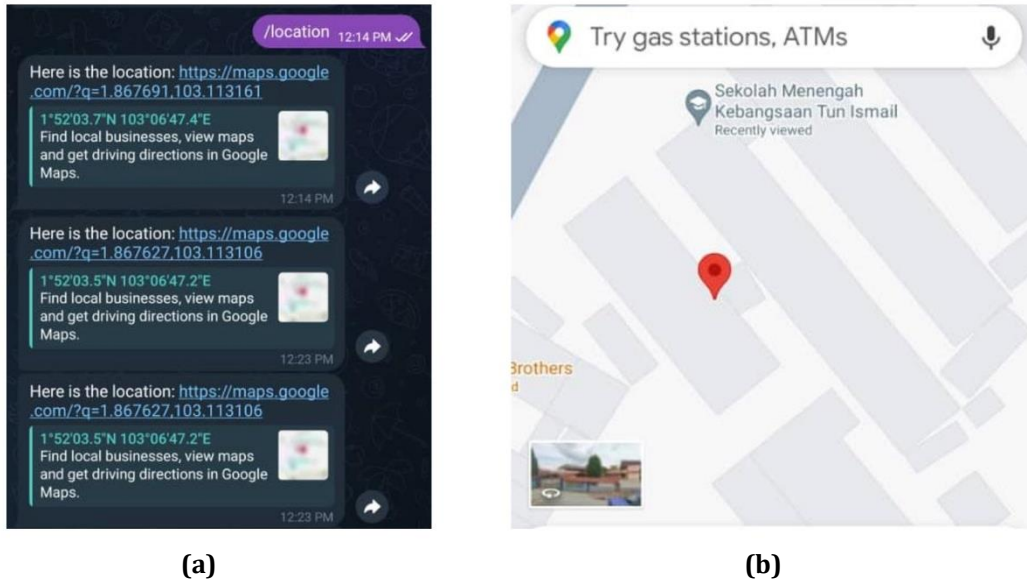 /location 12:14 PM
Here is the location: https://maps.google
.com/?q=1.867691,103.113161
1°52'03.7"N 103°06'47.4"E
Find local businesses, view maps
and get driving directions in Google
Maps.
12:14 PM
Here is the location: https://maps.google
.com/?q=1.867627,103.113106
1°52'03.5"N 103°06'47.2"E
Find local businesses, view maps
and get driving directions in Google
Maps.
12:23 PM
Here is the location: https://maps.google
.com/?q=1.867627,103.113106
1°52'03.5"N 103°06'47.2"E
Find local businesses, view maps
and get driving directions in Google
Maps.
12:23 PM
(a)
Try gas stations, ATMs
Sekolah Menengah
Kebangsaan Tun Ismail
Recently viewed
Brothers
d
(b)